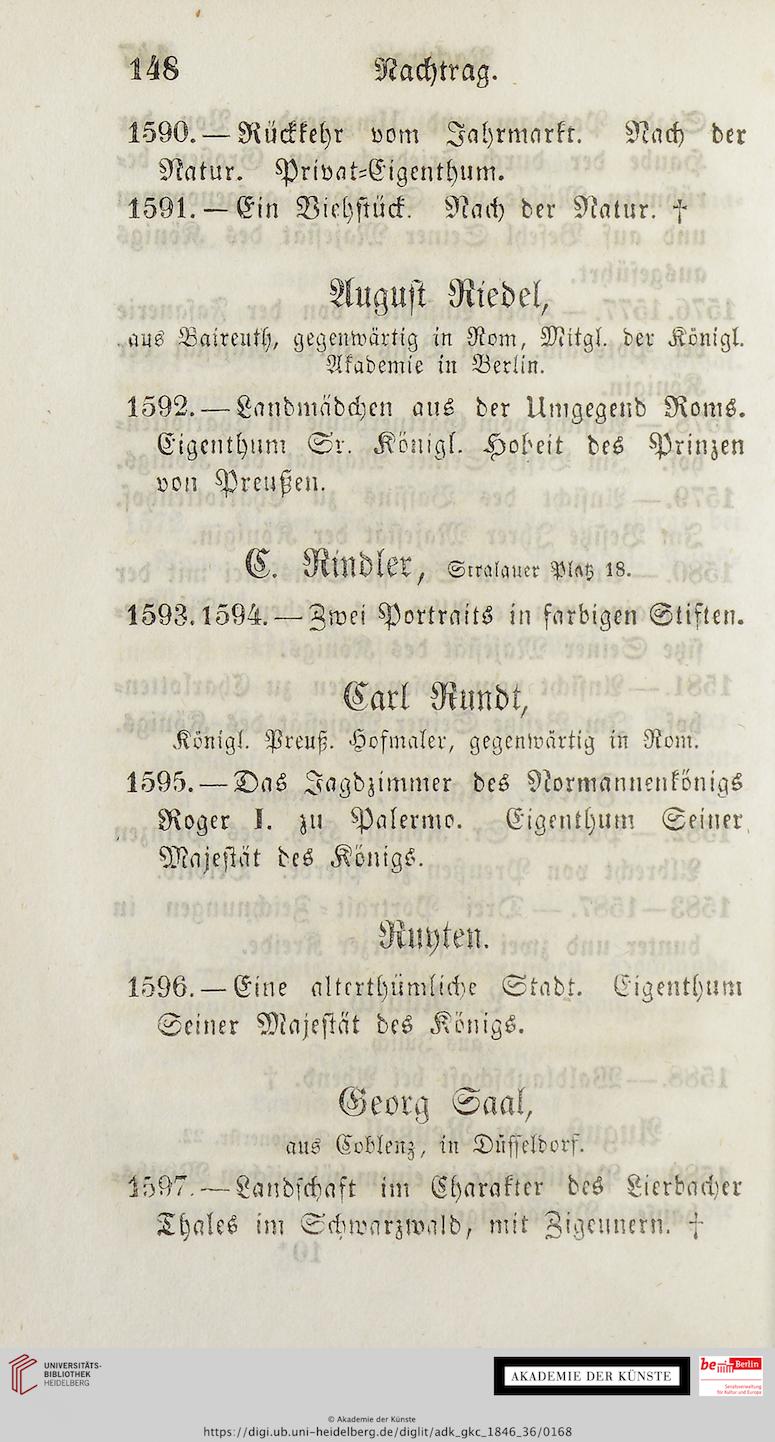 148 Nachtrag.
1590. — Rückkehr vom Jahrmarkt. Nach der
Natur. Privat-Eigenthum.
1591. — Ein Viehstück. Nach der Natur. †
August Riedel,
aus Baireuth, gegenwärtig in Rom, Mitgl. der Königl.
Akademie in Berlin.
1592. — Landmädchen aus der Umgegend Roms.
Eigenthum Sr. Königl. Hoheit des Prinzen
von Preußen.
C. Rindler, Stralauer Platz 18.
1593. 1594. — Zwei Portraits in farbigen Stiften.
Carl Rundt,
Königl. Preuß. Hofmaler, gegenwärtig in Rom.
1595. — Das Jagdzimmer des Normannenkönigs
Roger I. zu Palermo. Eigenthum Seiner
Majestät des Königs.
Ruyten.
1596. — Eine alterthümliche Stadt. Eigenthum
Seiner Majestät des Königs.
Georg Saal,
aus Coblenz, in Düsseldorf.
1597. — Landschaft im Charakter des Lierbacher
Thales im Schwarzwald, mit Zigeunern. †
UNIVERSITÄTS-
BIBLIOTHEK
HEIDELBERG
AKADEMIE DER KÜNSTE
be Berlin
Senatsverwaltung
für Kultur und Europa
© Akademie der Künste
https://digi.ub.uni-heidelberg.de/diglit/adk_gkc_1846_36/0168